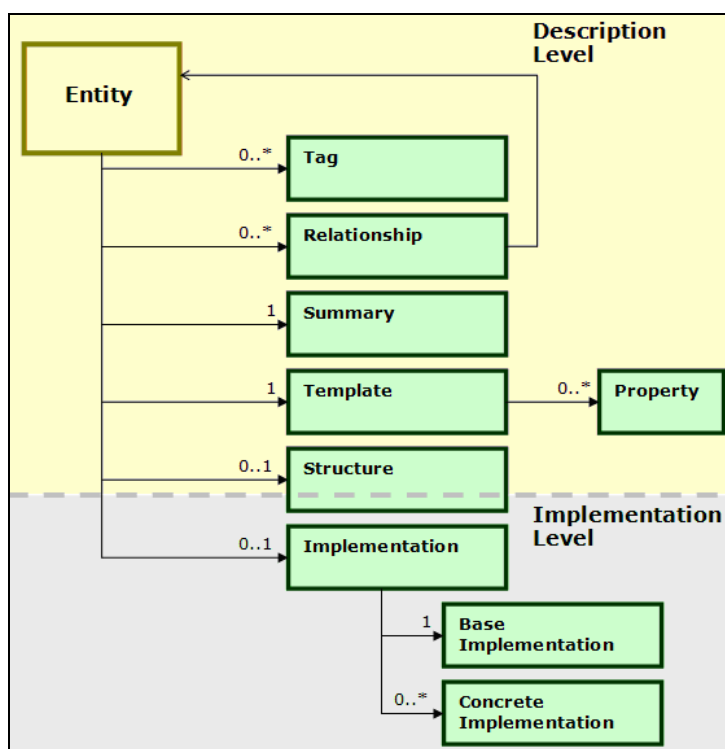 Description
Level
Entity
0..*
Tag
0..*
Relationship
1
Summary
1
Template
0..*
Property
0..1
Structure
Implementation
Level
0..1
Implementation
1
Base
Implementation
0..*
Concrete
Implementation